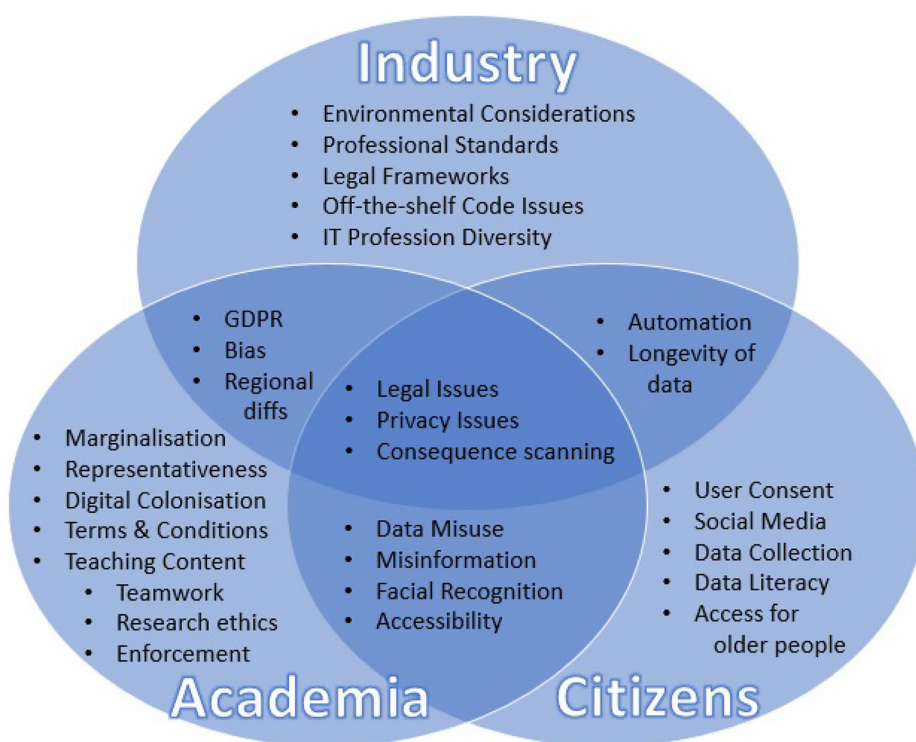 Industry
• Environmental Considerations
• Professional Standards
• Legal Frameworks
• Off-the-shelf Code Issues
• IT Profession Diversity
• GDPR
• Bias
• Regional
diffs
• Automation
• Longevity of
data
• Legal Issues
• Privacy Issues
• Consequence scanning
• Marginalisation
• Representativeness
• Digital Colonisation
• Terms & Conditions
• Teaching Content
• Teamwork
• Research ethics
• Enforcement
• Data Misuse
• Misinformation
• Facial Recognition
• Accessibility
• User Consent
• Social Media
• Data Collection
• Data Literacy
• Access for
older people
Academia
Citizens